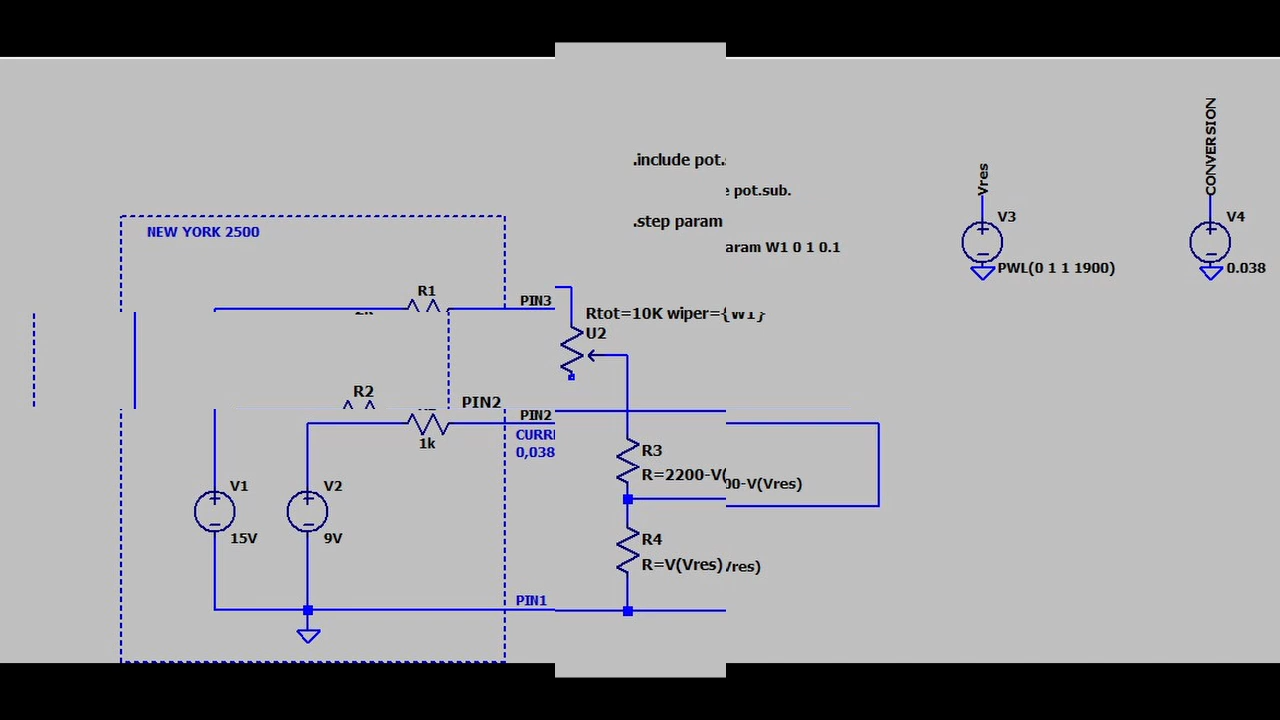 CONVERSION
.include pot.
Vres
e pot.sub.
V3
V4
.step param
NEW YORK 2500
aram W1 0 1 0.1
PWL(0 1 1 1900)
0.038
R1
PIN3
Rtot=10K wiper={W1}
U2
R2
PIN2
PIN2
CURR
0,038
1k
R3
R=2200-V(
00-V(Vres)
V1
V2
15V
9V
R4
R=V(Vres)
Vres)
PIN1